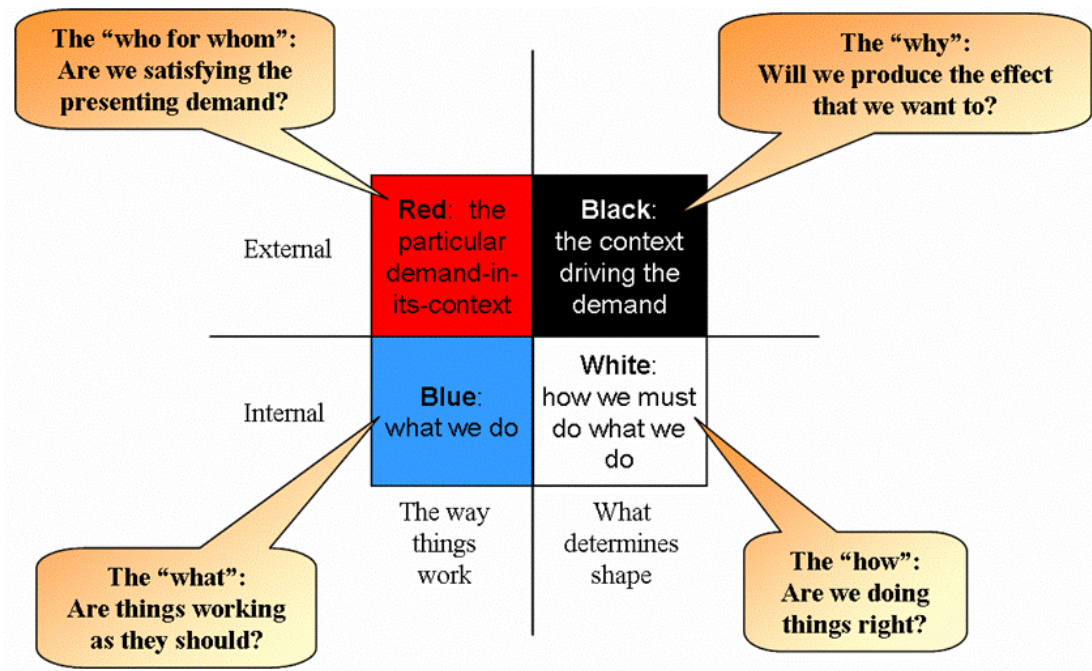 The “who for whom”:
Are we satisfying the
presenting demand?
The “why”:
Will we produce the effect
that we want to?
External
Red: the
particular
demand-in-
its-context
Black:
the context
driving the
demand
Internal
Blue:
what we do
White:
how we must
do what we
do
The way
things
work
What
determines
shape
The “what”:
Are things working
as they should?
The “how”:
Are we doing
things right?